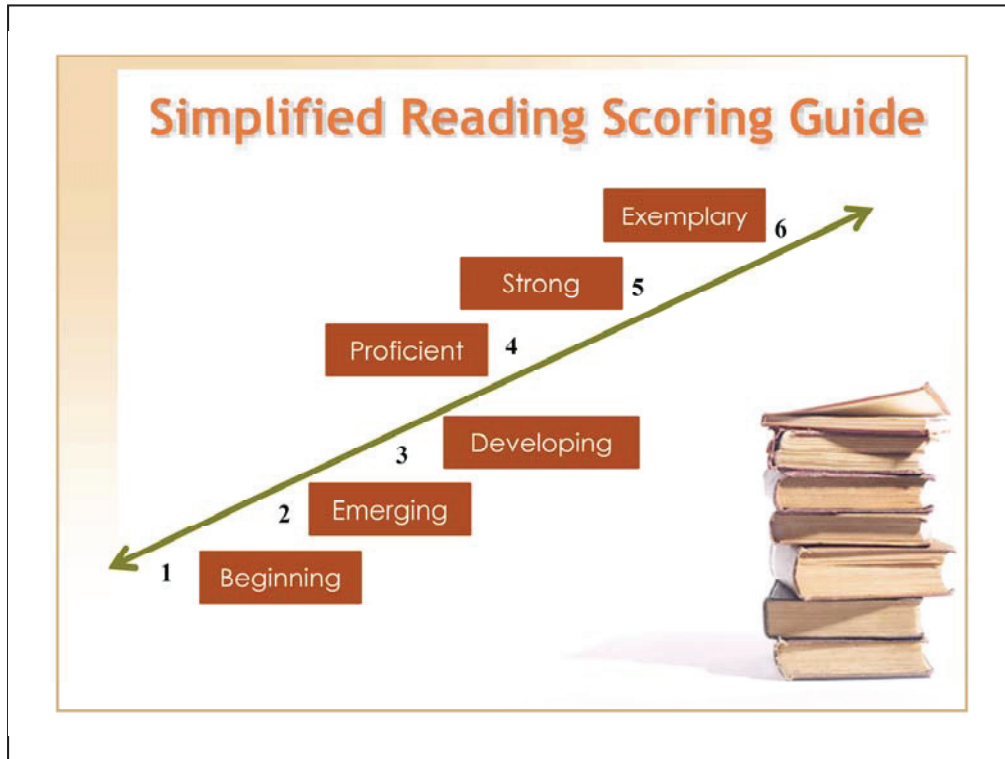 Simplified Reading Scoring Guide
Exemplary
6
Strong
5
Proficient
4
3
Developing
2
Emerging
1
Beginning